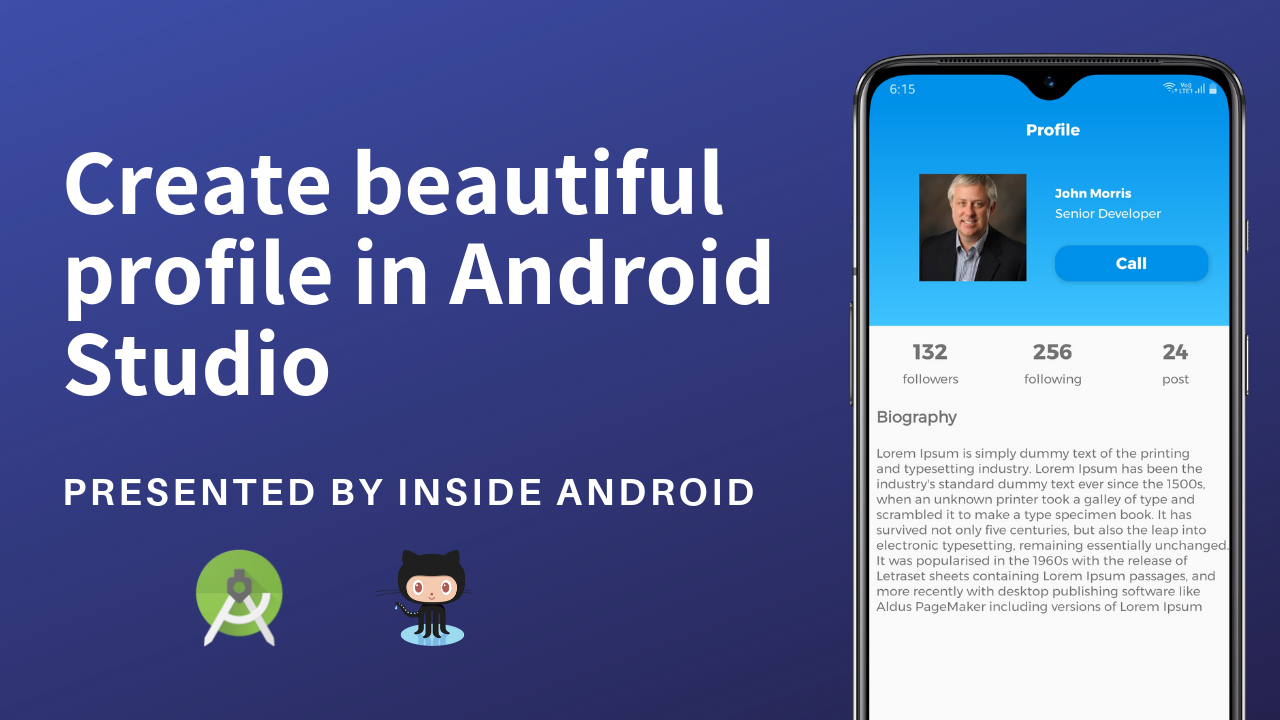 Create beautiful
profile in Android
Studio
PRESENTED BY INSIDE ANDROID
6:15
Vo))
LTE1
Profile
John Morris
Senior Developer
Call
132
256
24
followers
following
post
Biography
Lorem Ipsum is simply dummy text of the printing
and typesetting industry. Lorem Ipsum has been the
industry's standard dummy text ever since the 1500s,
when an unknown printer took a galley of type and
scrambled it to make a type specimen book. It has
survived not only five centuries, but also the leap into
electronic typesetting, remaining essentially unchanged.
It was popularised in the 1960s with the release of
Letraset sheets containing Lorem Ipsum passages, and
more recently with desktop publishing software like
Aldus PageMaker including versions of Lorem Ipsum